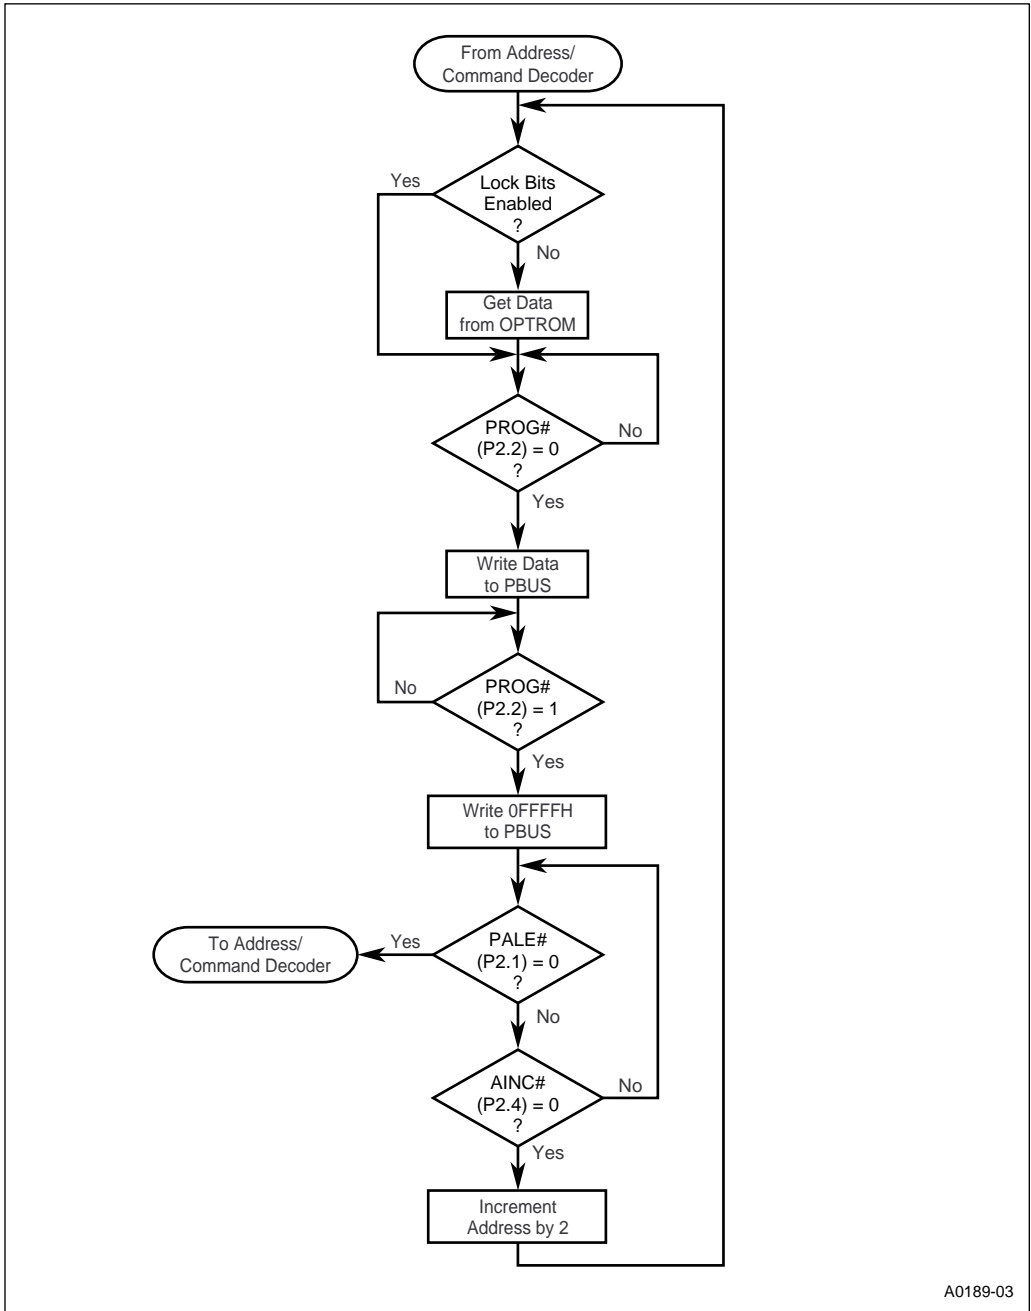 From Address/
Command Decoder
Yes
Lock Bits
Enabled
?
No
Get Data
from OPTROM
PROG#
(P2.2) = 0
?
No
Yes
Write Data
to PBUS
No
PROG#
(P2.2) = 1
?
Yes
Write 0FFFFH
to PBUS
To Address/
Command Decoder
Yes
PALE#
(P2.1) = 0
?
No
AINC#
(P2.4) = 0
?
No
Yes
Increment
Address by 2
A0189-03